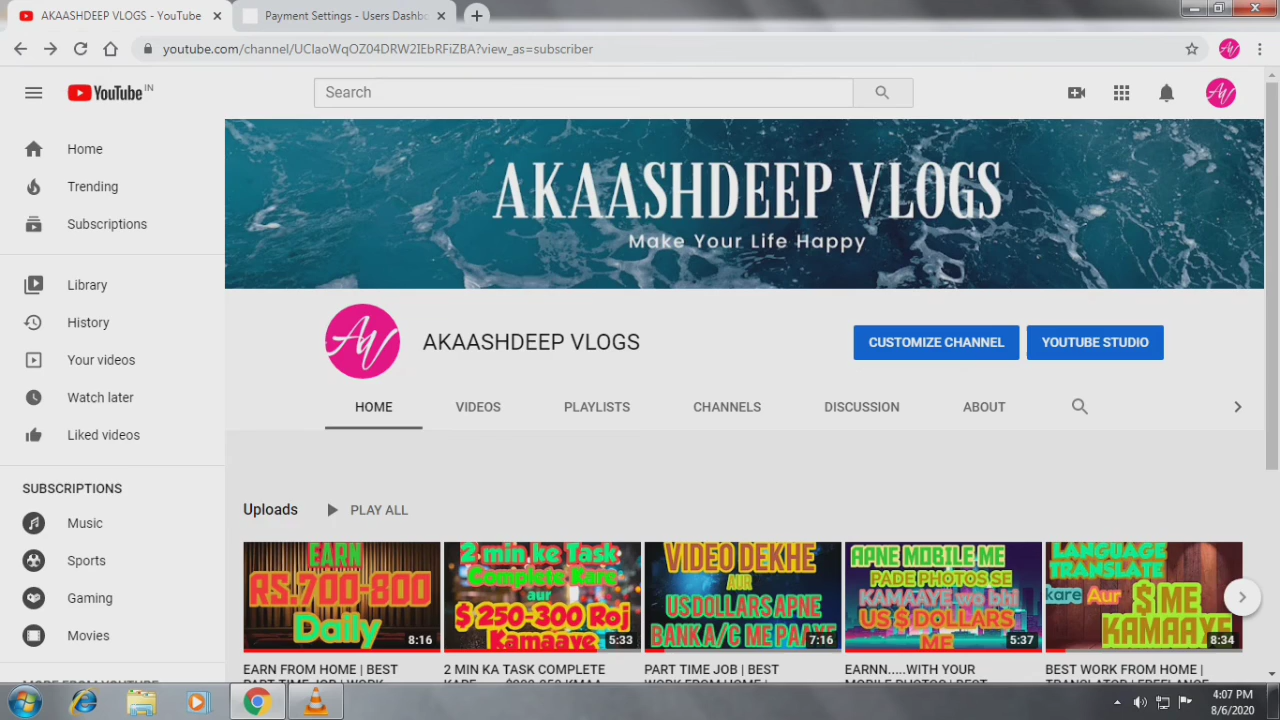 AKAASHDEEP VLOGS - YouTube
Payment Settings - Users Dashbo
youtube.com/channel/UCIaoWqOZ04DRW2IEbRFiZBA?view_as=subscriber
YouTube IN
Search
Home
Trending
Subscriptions
Library
History
Your videos
Watch later
Liked videos
SUBSCRIPTIONS
Music
Sports
Gaming
Movies
AKAASHDEEP VLOGS
Make Your Life Happy
AV
AKAASHDEEP VLOGS
CUSTOMIZE CHANNEL
YOUTUBE STUDIO
HOME
VIDEOS
PLAYLISTS
CHANNELS
DISCUSSION
ABOUT
Uploads
PLAY ALL
EARN
RS.700-800
Daily
8:16
EARN FROM HOME | BEST
PART TIME JOB | WORK
2 min ke Task
Complete Kare
aur
$ 250-300 Roj
Kamaaye
5:33
2 MIN KA TASK COMPLETE
VIDEO DEKHE
AUR
US DOLLARS APNE
BANK A/C ME PAAYE
7:16
PART TIME JOB | BEST
WORK FROM HOME |
APNE MOBILE ME
PADE PHOTOS SE
KAMAAYE wo bhi
US $ DOLLARS
ME
5:37
EARNN.....WITH YOUR
MOBILE PHOTOS | BEST
LANGUAGE
TRANSLATE
kare Aur $ ME
KAMAAYE
8:34
BEST WORK FROM HOME |
TRANSLATOR | FREELANCE
4:07 PM
8/6/2020